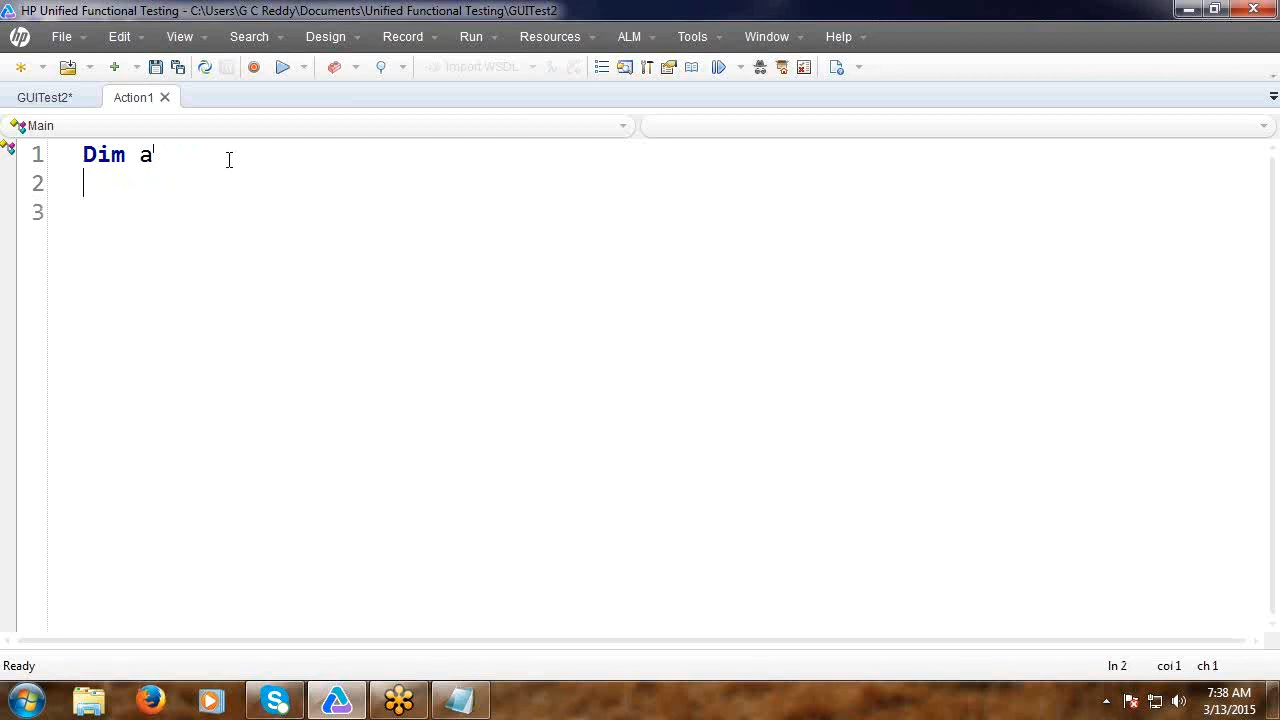 HP Unified Functional Testing - C:\Users\G C Reddy\Documents\Unified Functional Testing\GUITest2
hp File Edit View Search Design Record Run Resources ALM Tools Window Help
Import WSDL
GUITest2* Action1
Main
1 Dim a
2
3
Ready ln 2 col 1 ch 1
7:38 AM
3/13/2015